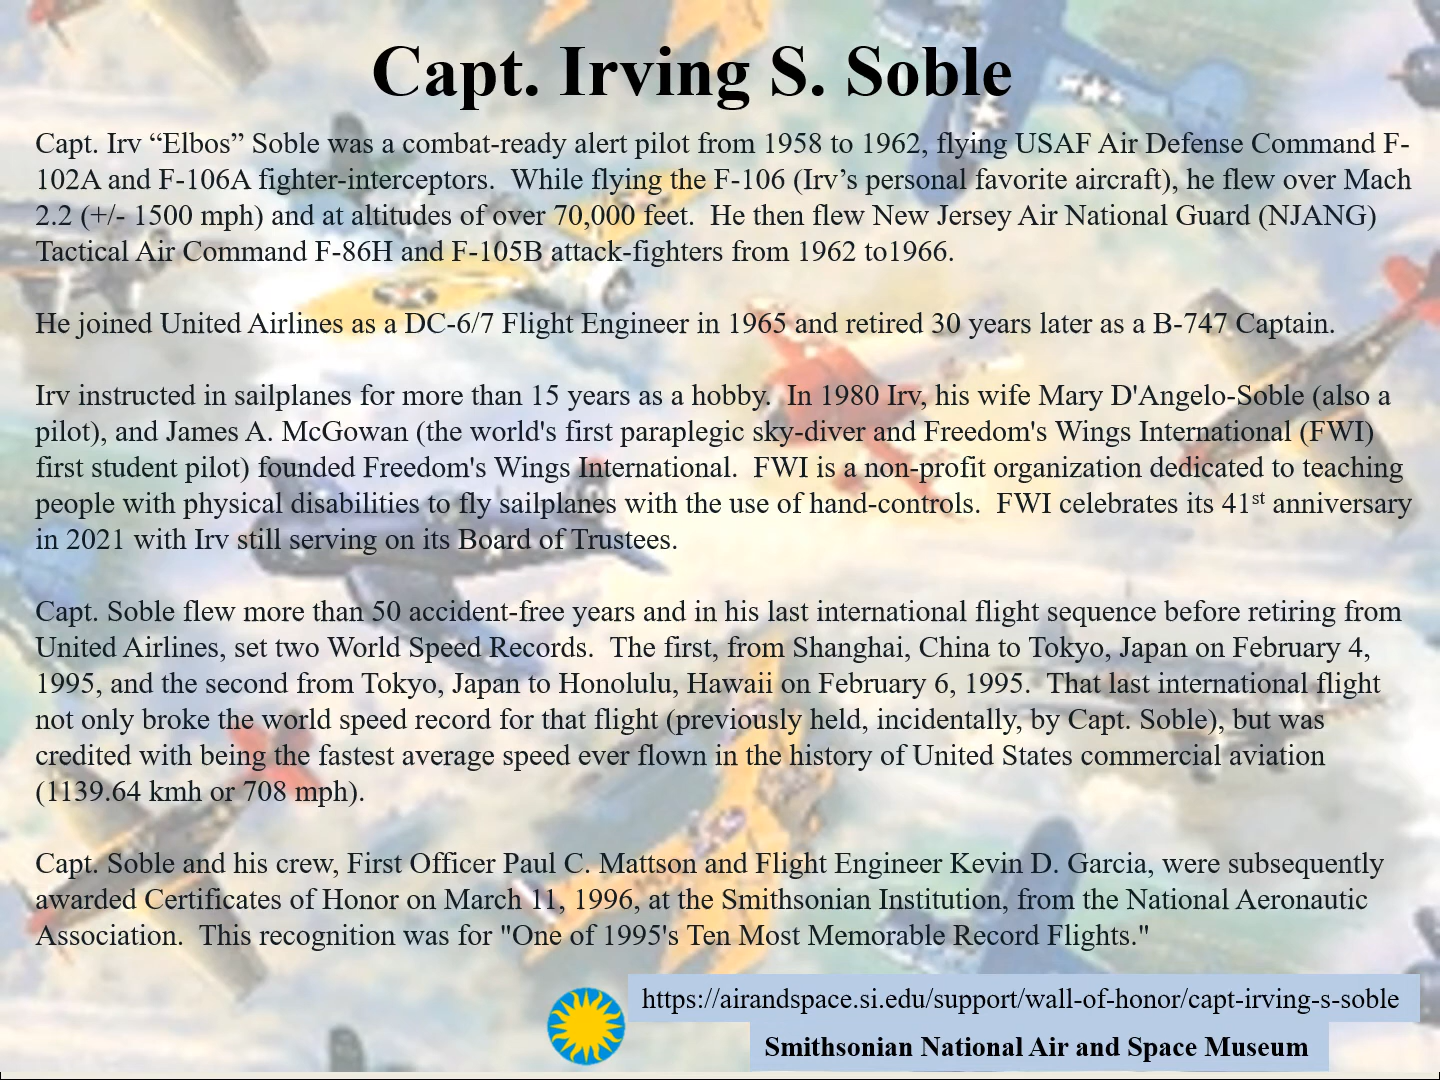 Capt. Irving S. Soble
Capt. Irv “Elbos” Soble was a combat-ready alert pilot from 1958 to 1962, flying USAF Air Defense Command F-
102A and F-106A fighter-interceptors.  While flying the F-106 (Irv’s personal favorite aircraft), he flew over Mach
2.2 (+/- 1500 mph) and at altitudes of over 70,000 feet.  He then flew New Jersey Air National Guard (NJANG)
Tactical Air Command F-86H and F-105B attack-fighters from 1962 to1966.
He joined United Airlines as a DC-6/7 Flight Engineer in 1965 and retired 30 years later as a B-747 Captain.
Irv instructed in sailplanes for more than 15 years as a hobby.  In 1980 Irv, his wife Mary D'Angelo-Soble (also a
pilot), and James A. McGowan (the world's first paraplegic sky-diver and Freedom's Wings International (FWI)
first student pilot) founded Freedom's Wings International.  FWI is a non-profit organization dedicated to teaching
people with physical disabilities to fly sailplanes with the use of hand-controls.  FWI celebrates its 41st anniversary
in 2021 with Irv still serving on its Board of Trustees.
Capt. Soble flew more than 50 accident-free years and in his last international flight sequence before retiring from
United Airlines, set two World Speed Records.  The first, from Shanghai, China to Tokyo, Japan on February 4,
1995, and the second from Tokyo, Japan to Honolulu, Hawaii on February 6, 1995.  That last international flight
not only broke the world speed record for that flight (previously held, incidentally, by Capt. Soble), but was
credited with being the fastest average speed ever flown in the history of United States commercial aviation
(1139.64 kmh or 708 mph).
Capt. Soble and his crew, First Officer Paul C. Mattson and Flight Engineer Kevin D. Garcia, were subsequently
awarded Certificates of Honor on March 11, 1996, at the Smithsonian Institution, from the National Aeronautic
Association.  This recognition was for "One of 1995's Ten Most Memorable Record Flights."
https://airandspace.si.edu/support/wall-of-honor/capt-irving-s-soble
Smithsonian National Air and Space Museum